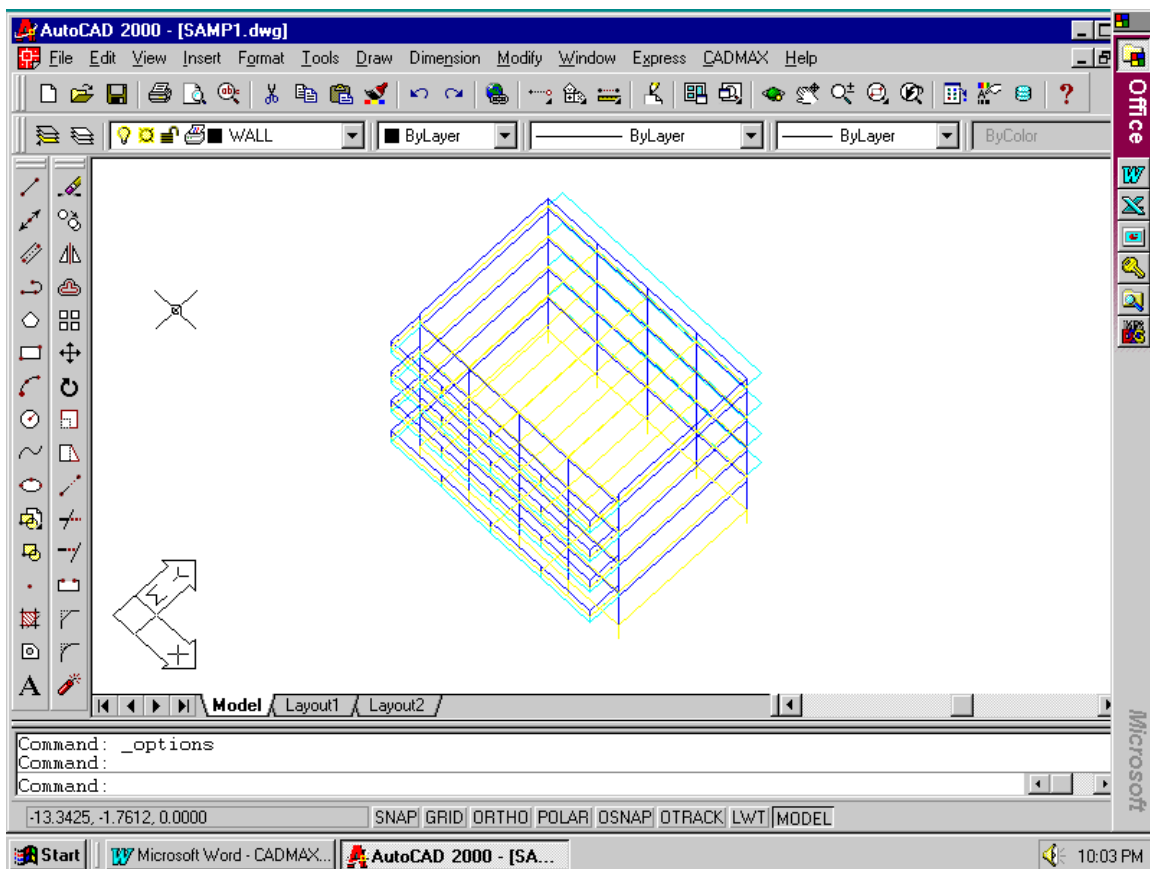 AutoCAD 2000 - [SAMP1.dwg]
File Edit View Insert Format Tools Draw Dimension Modify Window Express CADMAX Help
WALL ByLayer ByLayer ByLayer ByColor
Office
A
Model Layout1 Layout2
Command: _options
Command:
Command:
-13.3425, -1.7612, 0.0000 SNAP GRID ORTHO POLAR OSNAP OTRACK LWT MODEL
Microsoft
Start Microsoft Word - CADMAX... AutoCAD 2000 - [SA... 10:03 PM